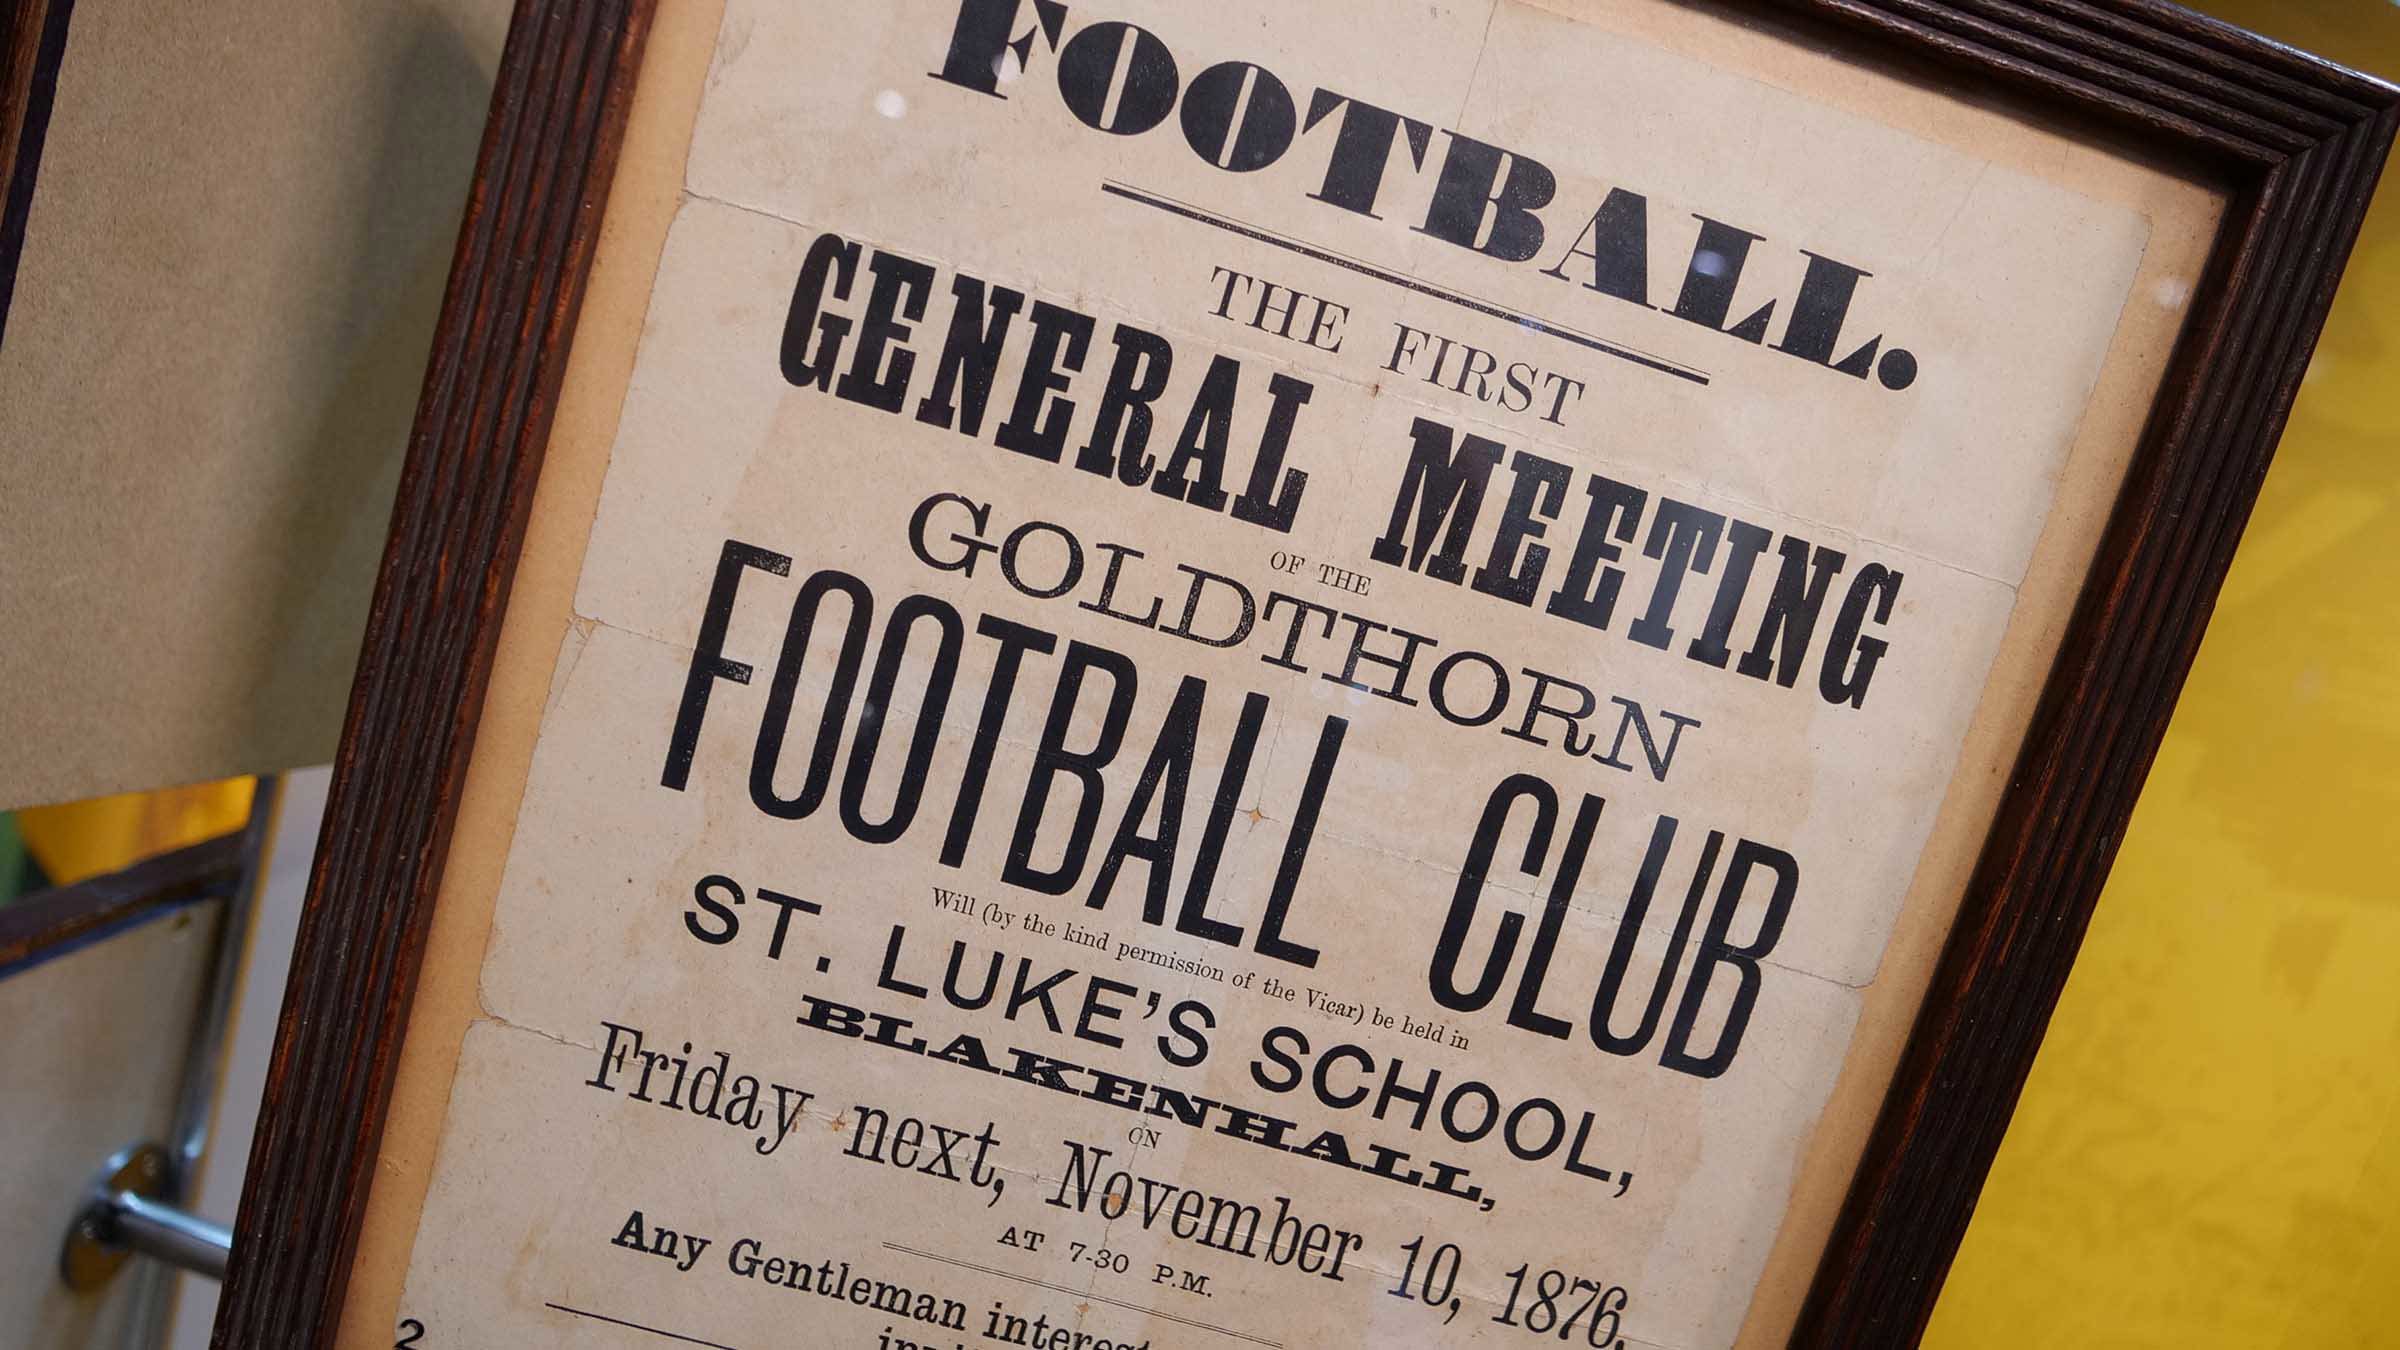 FOOTBALL.
THE FIRST
GENERAL MEETING
OF THE
GOLDTHORN
FOOTBALL CLUB
Will (by the kind permission of the Vicar) be held in
ST. LUKE'S SCHOOL,
BLAKENHALL,
ON
Friday next, November 10, 1876,
AT 7-30 P.M.
Any Gentleman
2